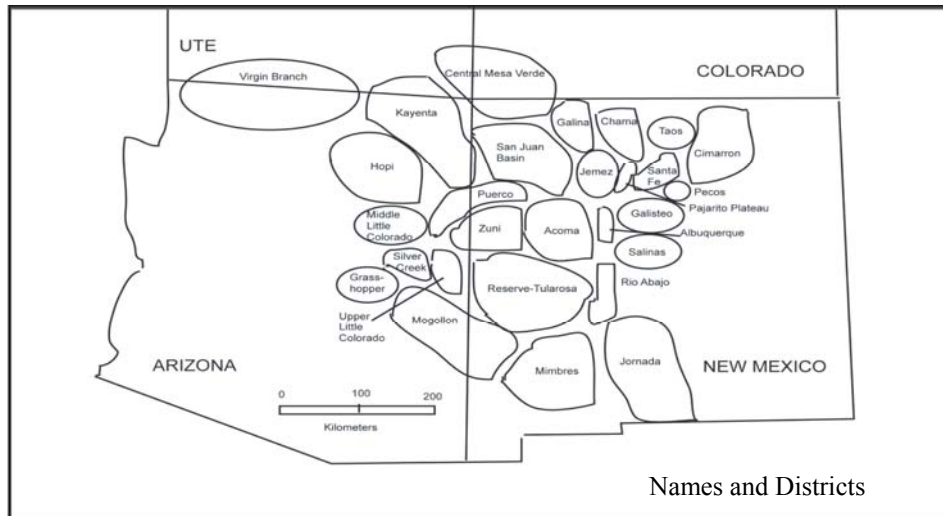 UTE
COLORADO
Virgin Branch
Central Mesa Verde
Kayenta
Galina
Chama
Taos
Cimarron
San Juan
Basin
Hopi
Jemez
Santa
Fe
Pecos
Puerco
Pajarito Plateau
Middle
Little
Colorado
Zuni
Acoma
Galisteo
Albuquerque
Silver
Creek
Salinas
Grass-
hopper
Reserve-Tularosa
Rio Abajo
Upper
Little
Colorado
Mogollon
ARIZONA
Mimbres
Jornada
NEW MEXICO
0 100 200
Kilometers
Names and Districts